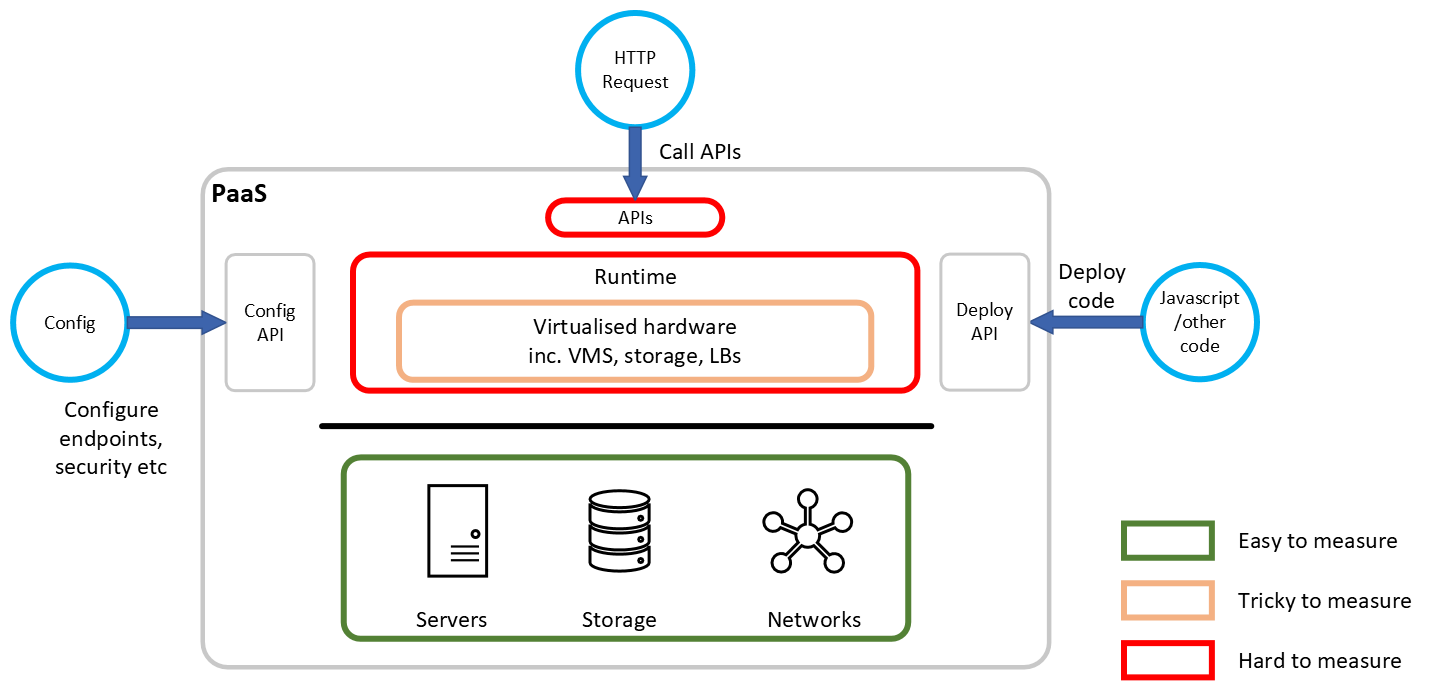 HTTP
Request
Call APIs
PaaS
APIs
Runtime
Virtualised hardware
inc. VMS, storage, LBs
Config
Config
API
Configure
endpoints,
security etc
Deploy
API
Deploy
code
Javascript
/other
code
Servers
Storage
Networks
Easy to measure
Tricky to measure
Hard to measure